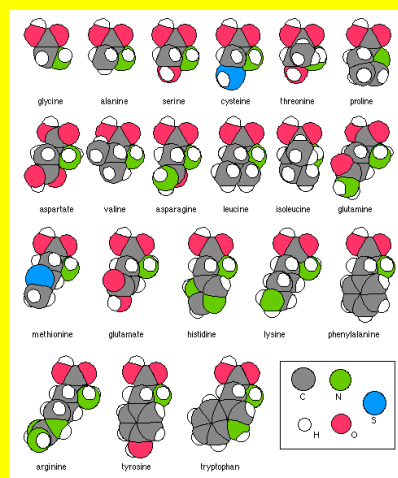 glycine alanine serine cysteine threonine proline
aspartate valine asparagine leucine isoleucine glutamine
methionine glutamate histidine lysine phenylalanine
arginine tyrosine tryptophan
C N S
H O